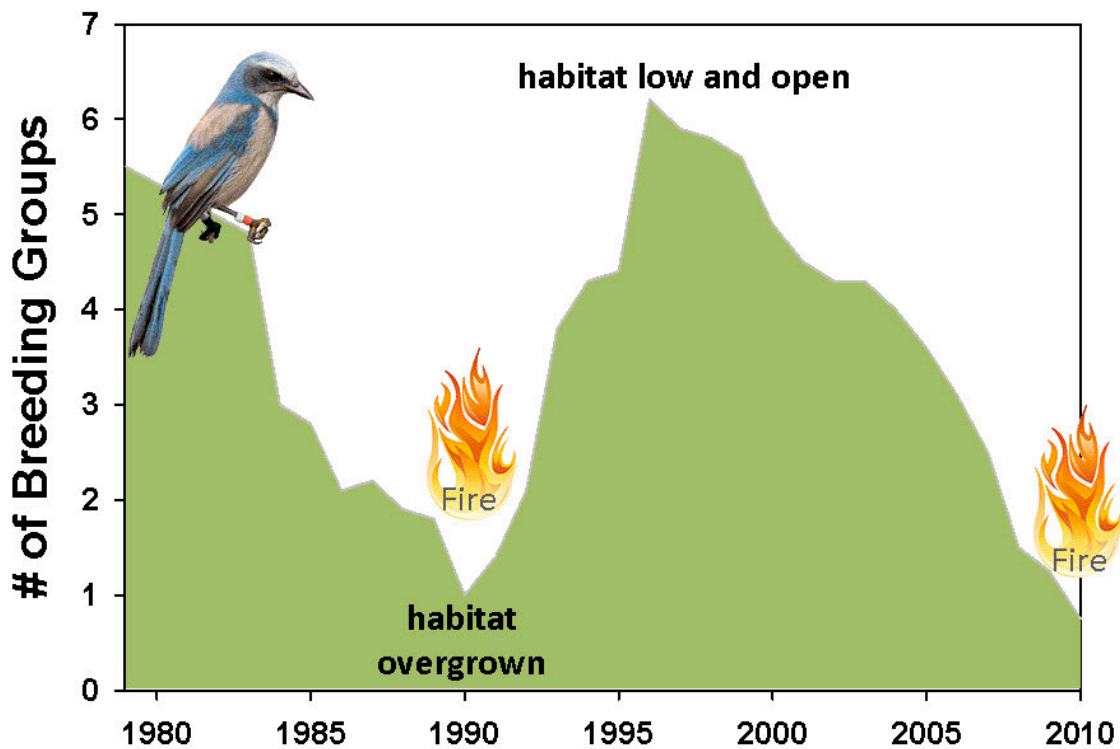 # of Breeding Groups
7
6
5
4
3
2
1
0
habitat low and open
Fire
Fire
habitat
overgrown
1980 1985 1990 1995 2000 2005 2010